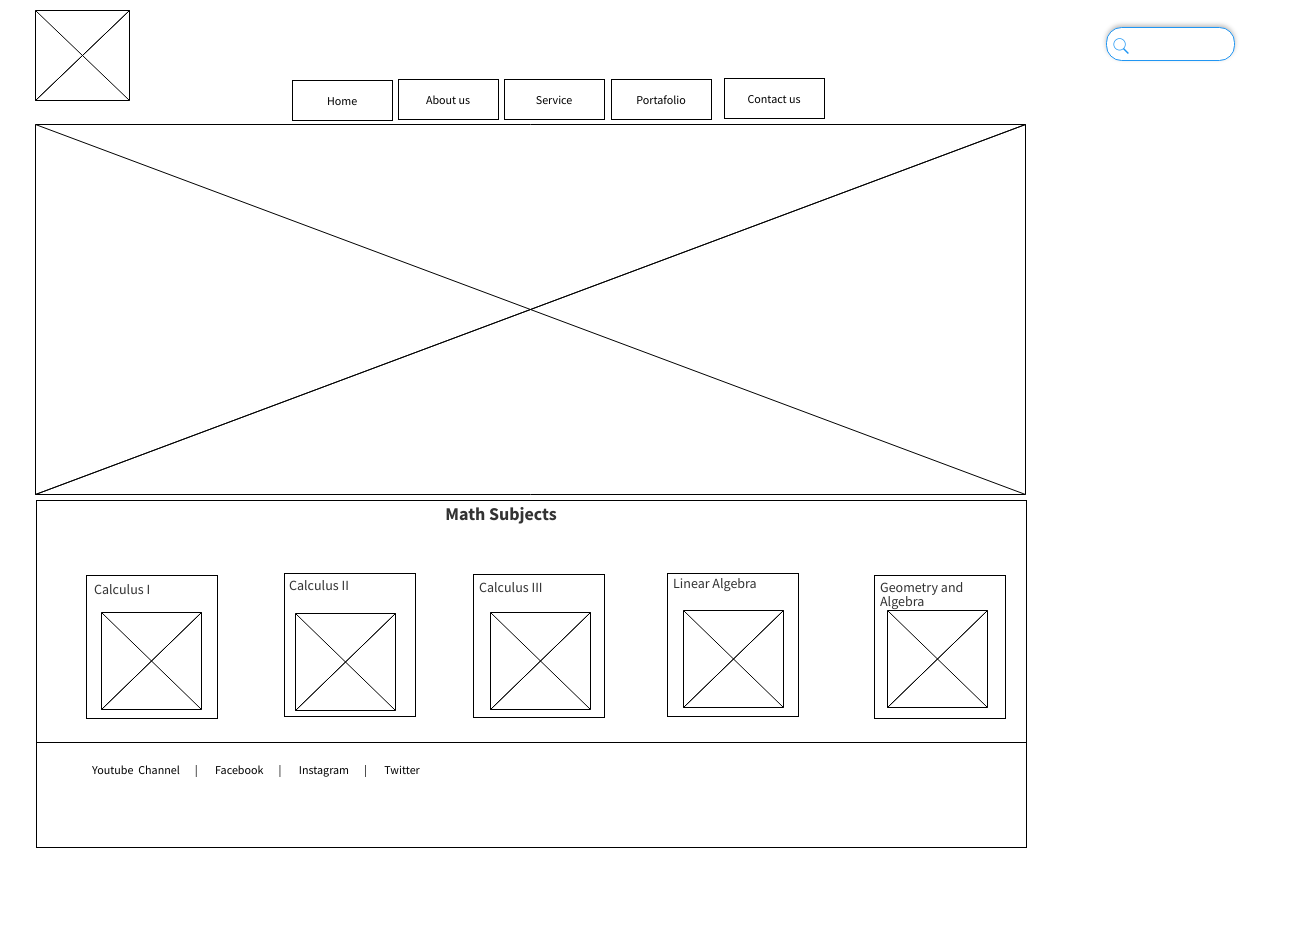 Home
About us
Service
Portafolio
Contact us
Math Subjects
Calculus I
Calculus II
Calculus III
Linear Algebra
Geometry and
Algebra
Youtube  Channel | Facebook | Instagram | Twitter